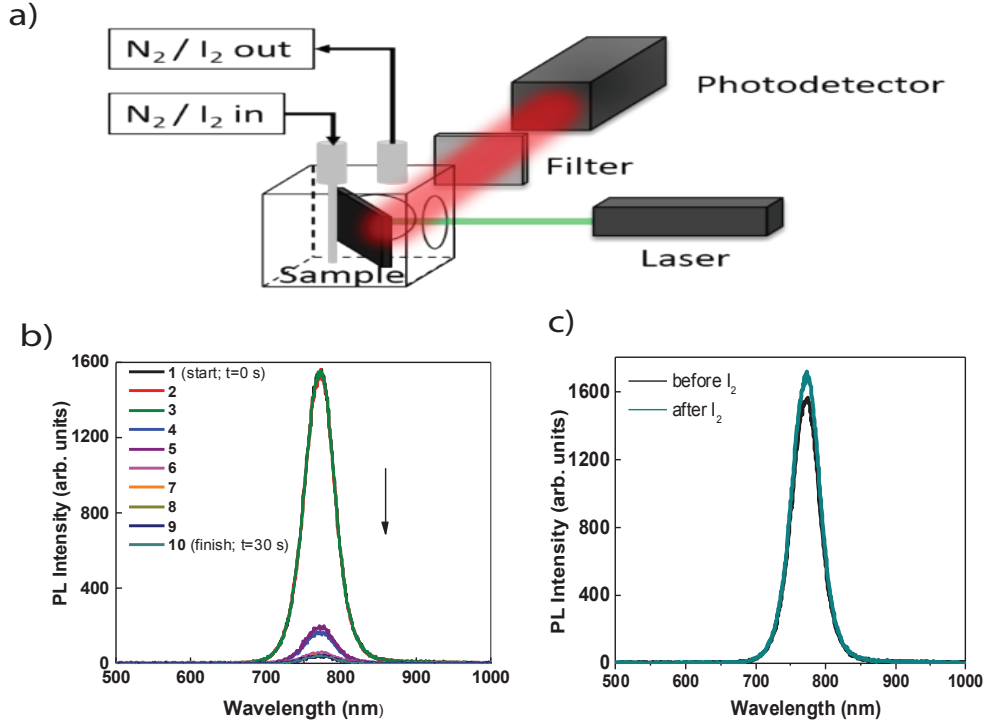 a)
N₂ / I₂ out
N₂ / I₂ in
Photodetector
Filter
Laser
Sample
b)
1600
1200
800
400
0
PL Intensity (arb. units)
1 (start; t=0 s)
2
3
4
5
6
7
8
9
10 (finish; t=30 s)
500 600 700 800 900 1000
Wavelength (nm)
c)
1600
1200
800
400
0
PL Intensity (arb. units)
before I₂
after I₂
500 600 700 800 900 1000
Wavelength (nm)